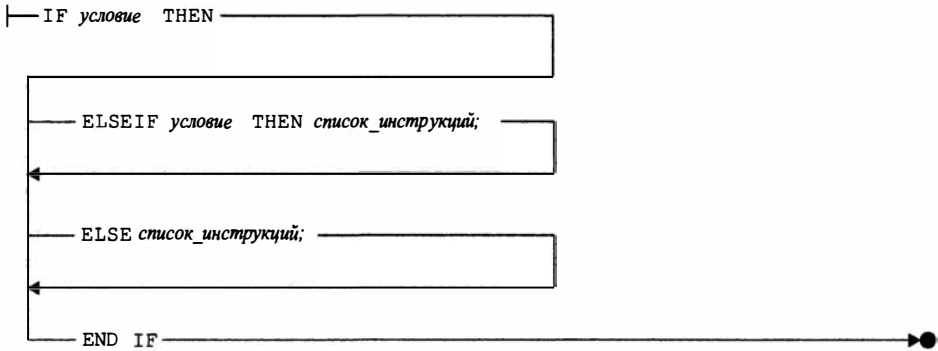 IF условие THEN
ELSEIF условие THEN список_инструкций;
ELSE список_инструкций;
END IF